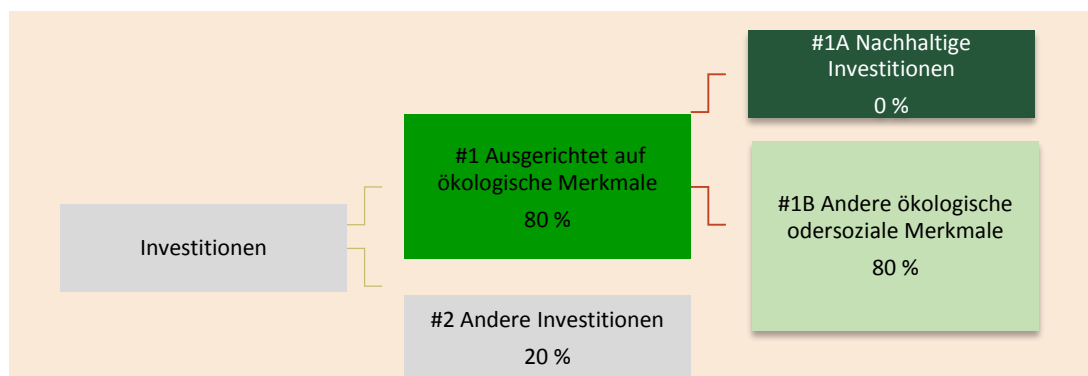 #1A Nachhaltige
Investitionen
0 %
#1 Ausgerichtet auf
ökologische Merkmale
80 %
#1B Andere ökologische
odersoziale Merkmale
80 %
Investitionen
#2 Andere Investitionen
20 %